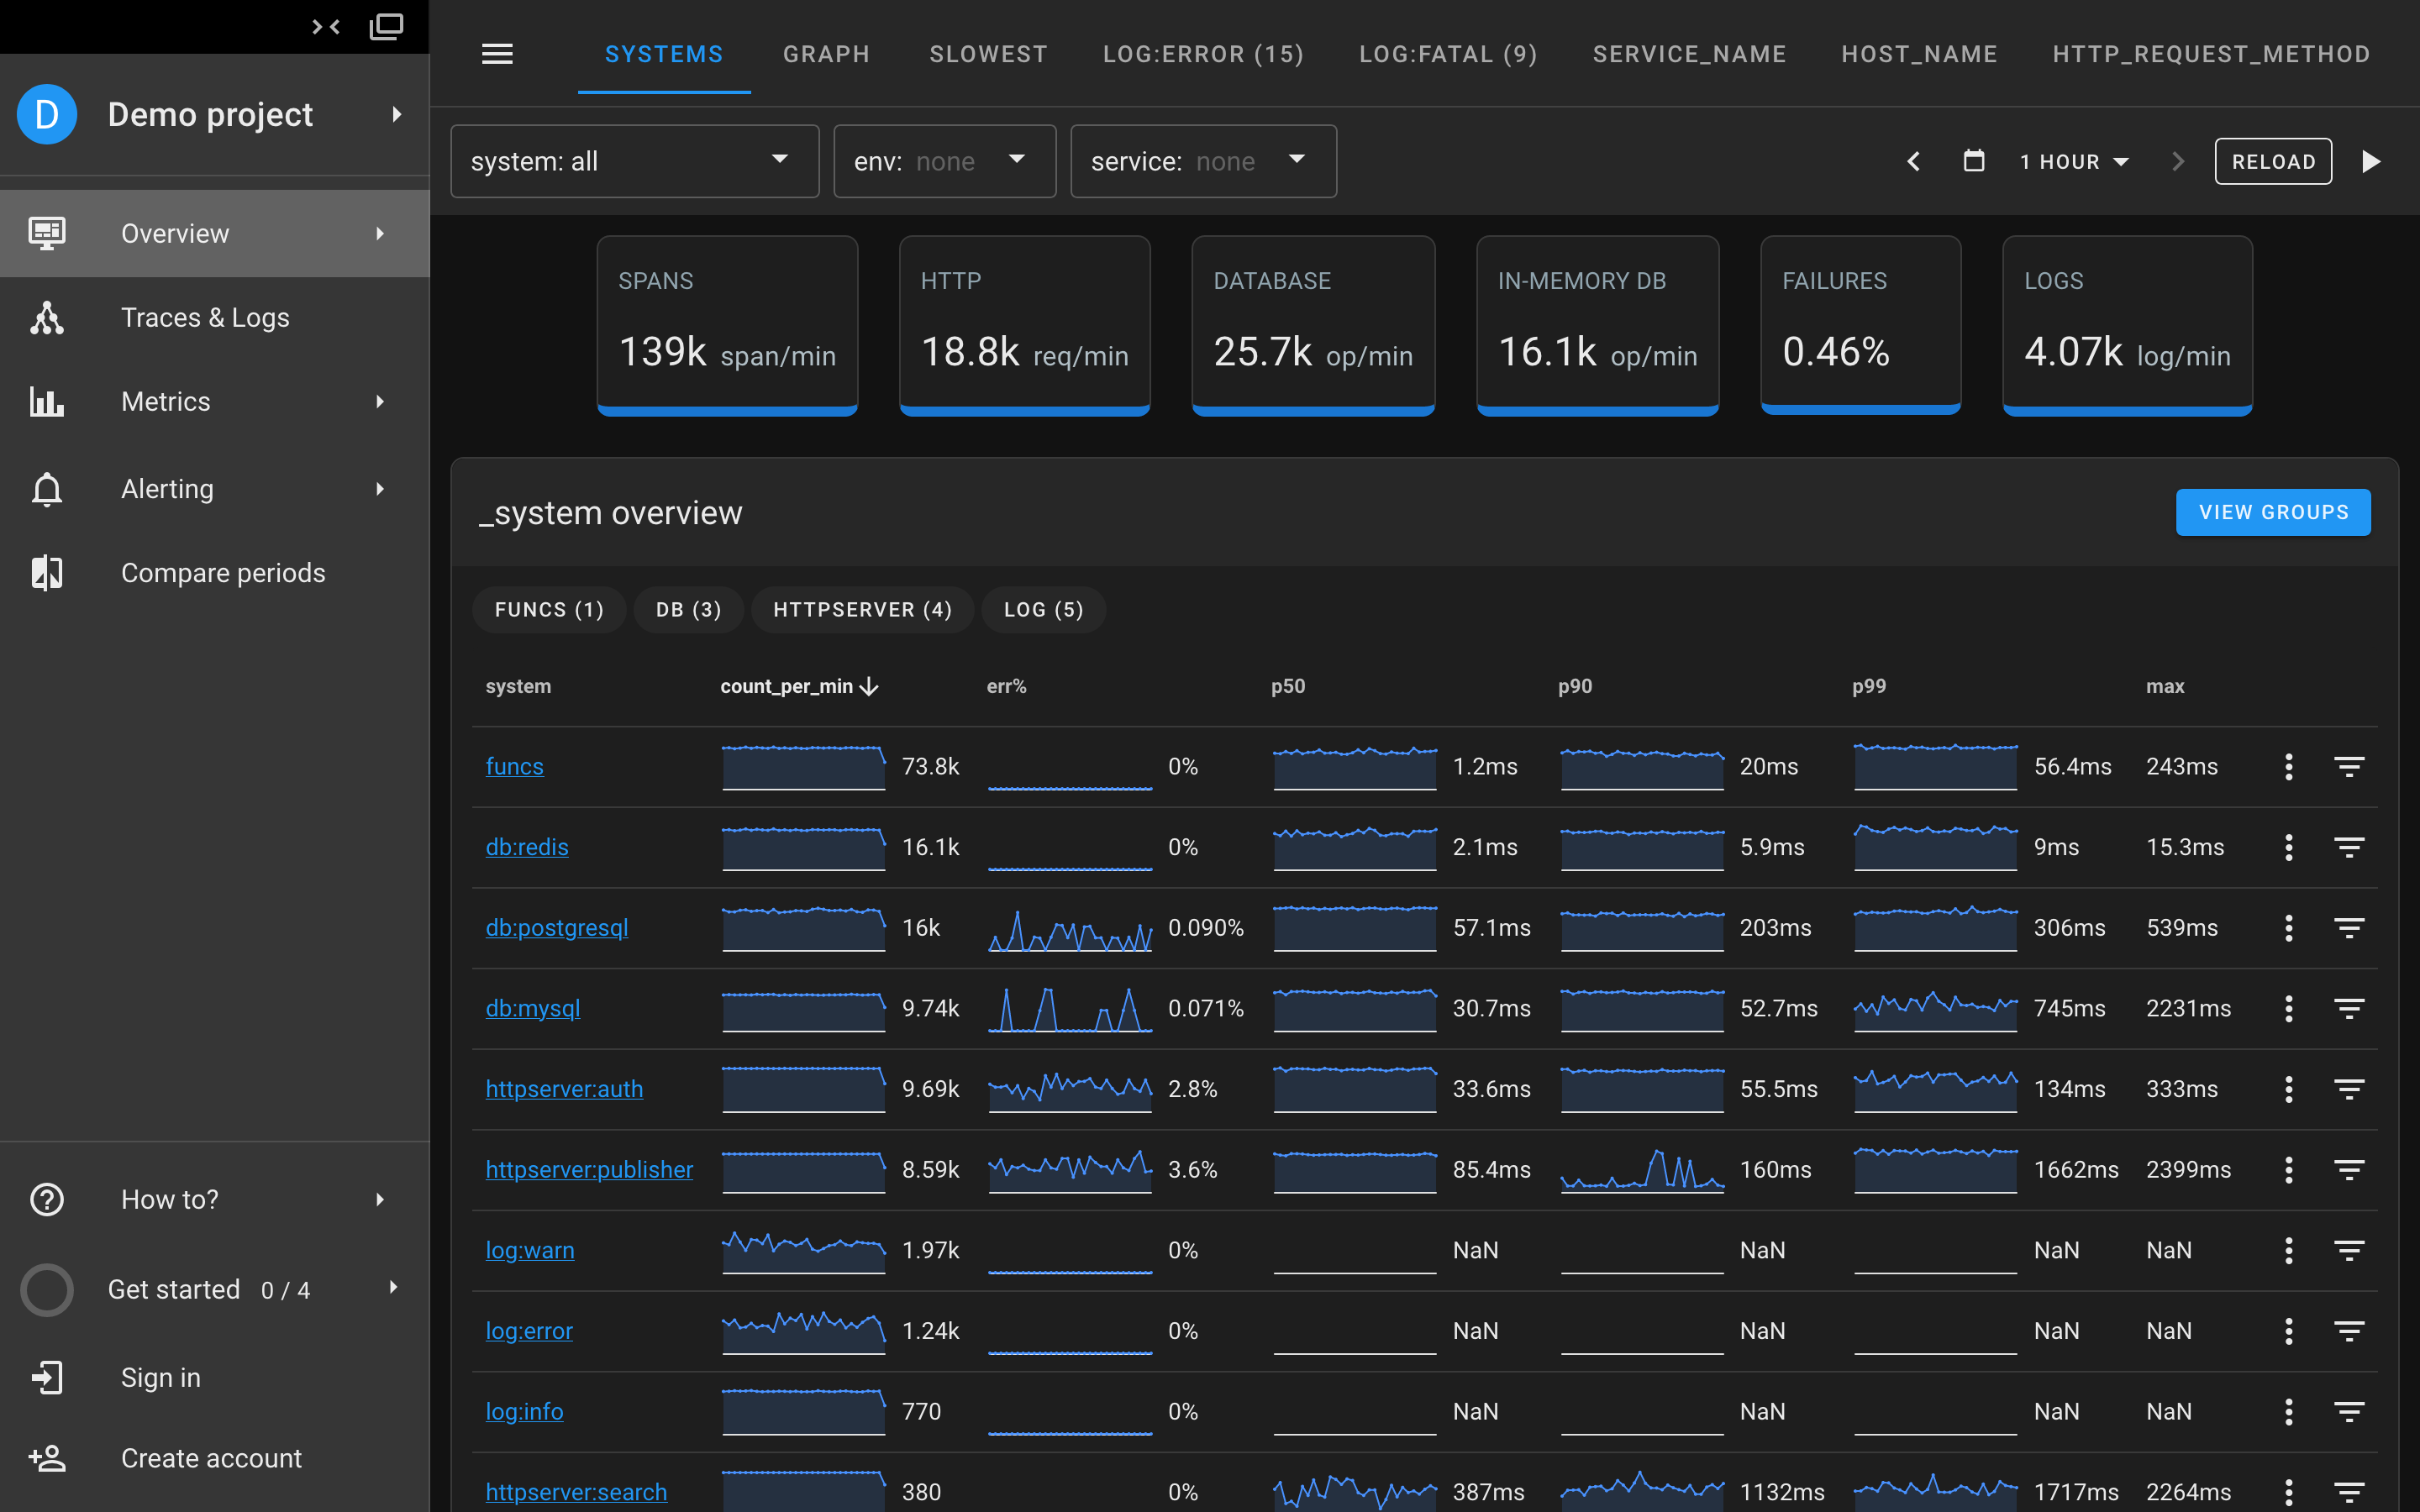 D Demo project
Overview
Traces & Logs
Metrics
Alerting
Compare periods
How to?
Get started 0 / 4
Sign in
Create account
SYSTEMS GRAPH SLOWEST LOG:ERROR (15) LOG:FATAL (9) SERVICE_NAME HOST_NAME HTTP_REQUEST_METHOD
system: all env: none service: none 1 HOUR RELOAD
SPANS HTTP DATABASE IN-MEMORY DB FAILURES LOGS
139k span/min 18.8k req/min 25.7k op/min 16.1k op/min 0.46% 4.07k log/min
_system overview VIEW GROUPS
FUNCS (1) DB (3) HTTPSERVER (4) LOG (5)
system count_per_min err% p50 p90 p99 max
funcs 73.8k 0% 1.2ms 20ms 56.4ms 243ms
db:redis 16.1k 0% 2.1ms 5.9ms 9ms 15.3ms
db:postgresql 16k 0.090% 57.1ms 203ms 306ms 539ms
db:mysql 9.74k 0.071% 30.7ms 52.7ms 745ms 2231ms
httpserver:auth 9.69k 2.8% 33.6ms 55.5ms 134ms 333ms
httpserver:publisher 8.59k 3.6% 85.4ms 160ms 1662ms 2399ms
log:warn 1.97k 0% NaN NaN NaN NaN
log:error 1.24k 0% NaN NaN NaN NaN
log:info 770 0% NaN NaN NaN NaN
httpserver:search 380 0% 387ms 1132ms 1717ms 2264ms